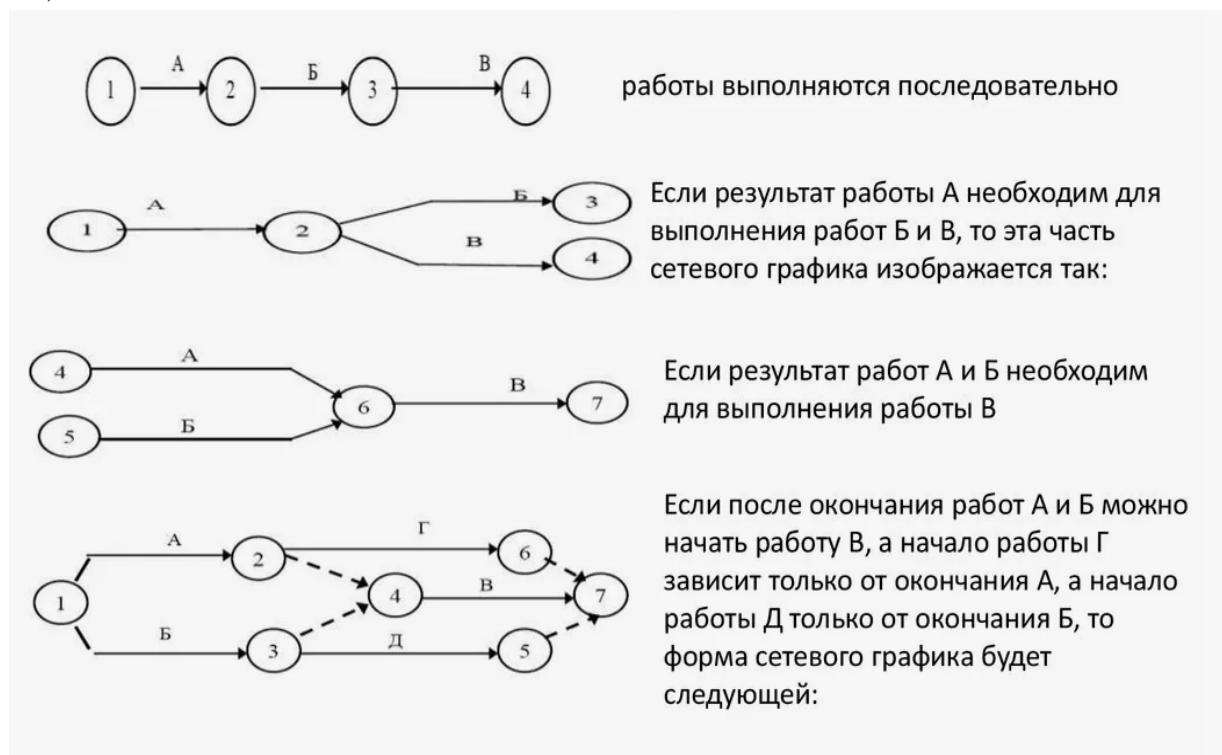 1 А 2 Б 3 В 4
работы выполняются последовательно
1 А 2 Б 3
В 4
Если результат работы А необходим для
выполнения работ Б и В, то эта часть
сетевого графика изображается так:
4 А
5 Б
6 В 7
Если результат работ А и Б необходим
для выполнения работы В
1 А 2 Г 6
4 В 7
Б 3 Д 5
Если после окончания работ А и Б можно
начать работу В, а начало работы Г
зависит только от окончания А, а начало
работы Д только от окончания Б, то
форма сетевого графика будет
следующей: